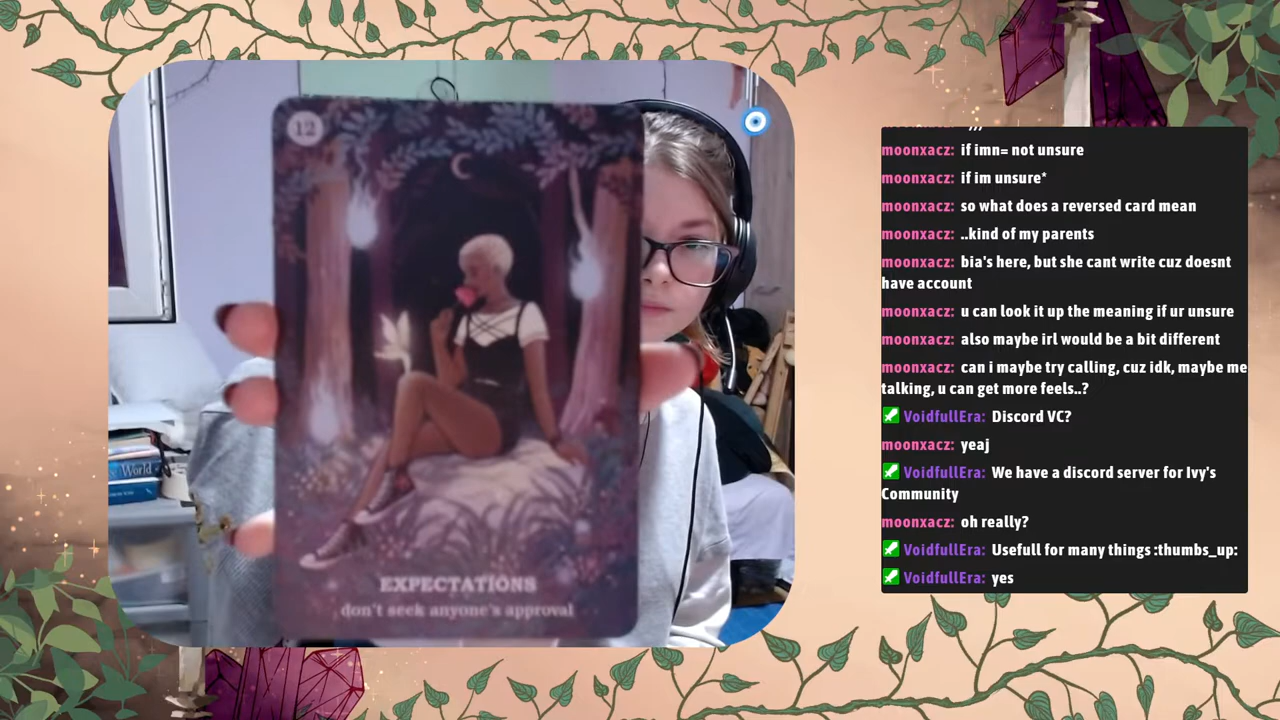 12
EXPECTATIONS
don't seek anyone's approval
World
moonxacz: if imn= not unsure
moonxacz: if im unsure*
moonxacz: so what does a reversed card mean
moonxacz: ..kind of my parents
moonxacz: bia's here, but she cant write cuz doesnt
have account
moonxacz: u can look it up the meaning if ur unsure
moonxacz: also maybe irl would be a bit different
moonxacz: can i maybe try calling, cuz idk, maybe me
talking, u can get more feels..?
VoidfullEra: Discord VC?
moonxacz: yeaj
VoidfullEra: We have a discord server for Ivy's
Community
moonxacz: oh really?
VoidfullEra: Usefull for many things :thumbs_up:
VoidfullEra: yes